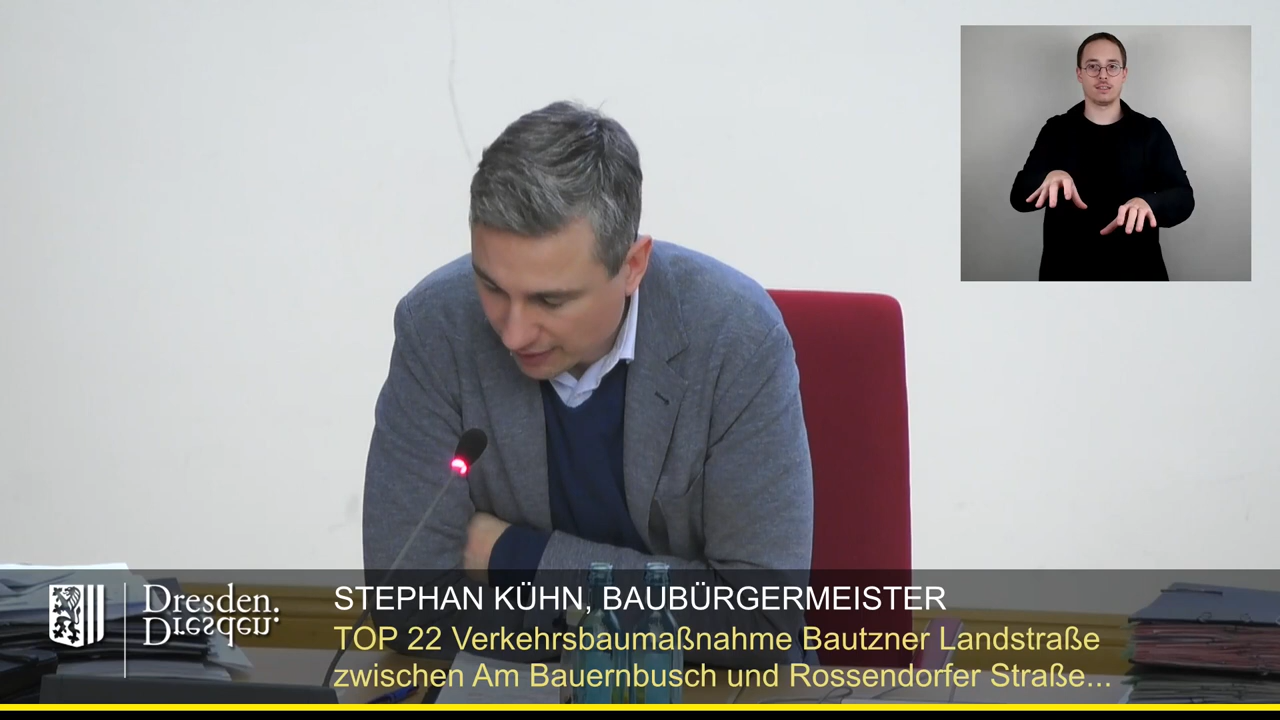 Dresden.
Dresden.
STEPHAN KÜHN, BAUBÜRGERMEISTER
TOP 22 Verkehrsbaumaßnahme Bautzner Landstraße
zwischen Am Bauernbusch und Rossendorfer Straße...